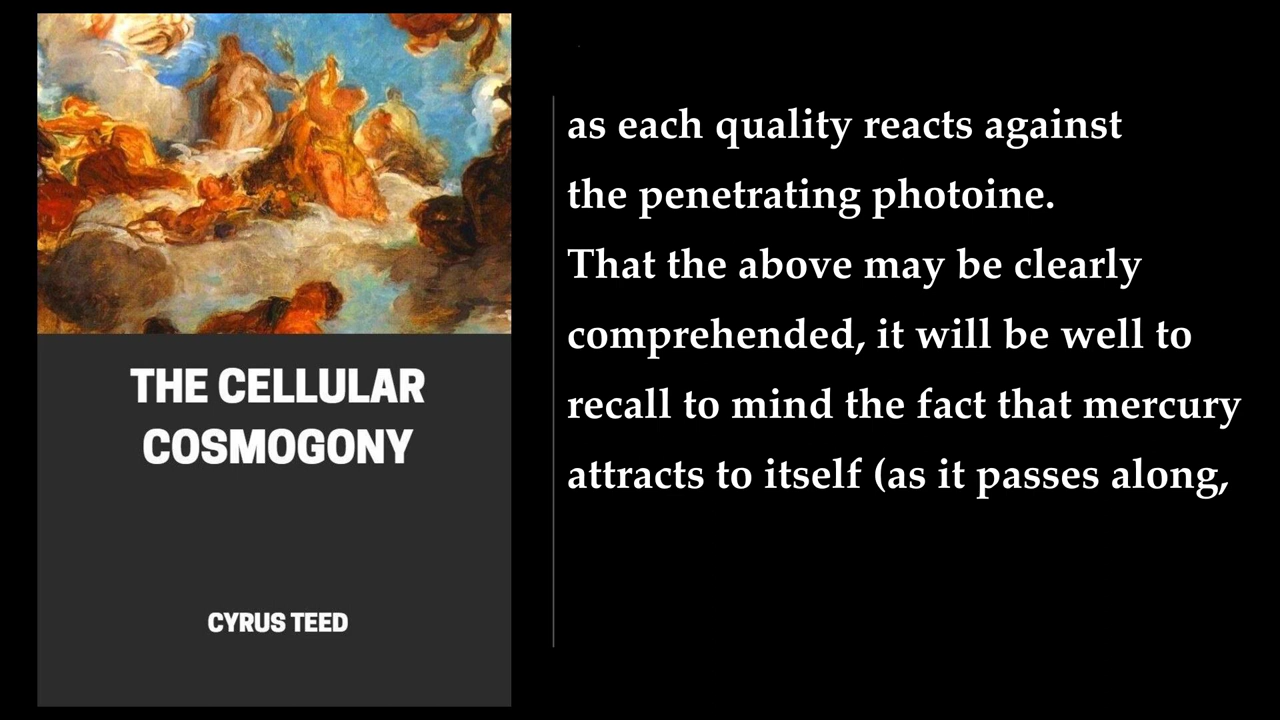 THE CELLULAR
COSMOGONY
CYRUS TEED
as each quality reacts against
the penetrating photoine.
That the above may be clearly
comprehended, it will be well to
recall to mind the fact that mercury
attracts to itself (as it passes along,